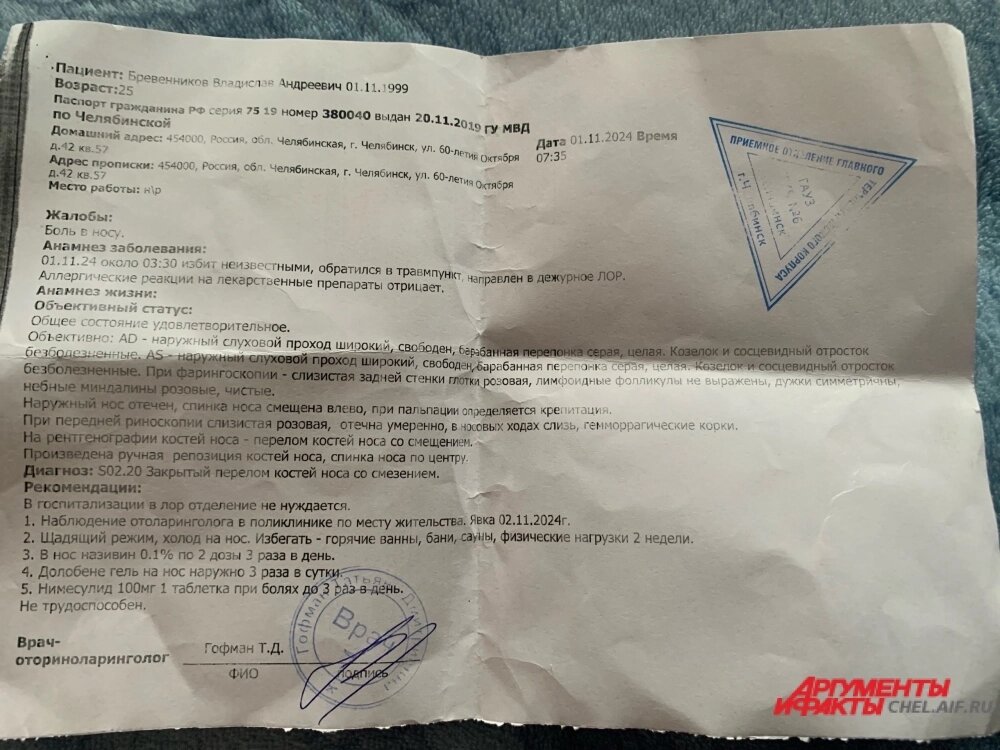 Пациент: Бревенников Владислав Андреевич 01.11.1999
Возраст:25
Паспорт гражданина РФ серия 75 19 номер 380040 выдан 20.11.2019 ГУ МВД
по Челябинской
Домашний адрес: 454000, Россия, обл. Челябинская, г. Челябинск, ул. 60-летия Октября
д.42 кв.57
Адрес прописки: 454000, Россия, обл. Челябинская, г. Челябинск, ул. 60-летия Октября
д.42 кв.57
Место работы: н\р
Дата 01.11.2024 Время
07:35
ПРИЕМНОЕ ОТДЕЛЕНИЕ ГЛАВНОГО
КОРПУСА
ГАУЗ
г.Челябинск
Жалобы:
Боль в носу.
Анамнез заболевания:
01.11.24 около 03:30 избит неизвестными, обратился в травмпункт, направлен в дежурное ЛОР.
Аллергические реакции на лекарственные препараты отрицает.
Анамнез жизни:
Объективный статус:
Общее состояние удовлетворительное.
Объективно: AD - наружный слуховой проход широкий, свободен, барабанная перепонка серая, целая. Козелок и сосцевидный отросток
безболезненные. AS - наружный слуховой проход широкий, свободен, барабанная перепонка серая, целая. Козелок и сосцевидный отросток
безболезненные. При фарингоскопии - слизистая задней стенки глотки розовая, лимфоидные фолликулы не выражены, дужки симметричны,
небные миндалины розовые, чистые.
Наружный нос отечен, спинка носа смещена влево, при пальпации определяется крепитация.
При передней риноскопии слизистая розовая, отечна умеренно, в носовых ходах слизь, гемморрагические корки.
На рентгенографии костей носа - перелом костей носа со смещением.
Произведена ручная репозиция костей носа, спинка носа по центру.
Диагноз: S02.20 Закрытый перелом костей носа со смезением.
Рекомендации:
В госпитализации в лор отделение не нуждается.
1. Наблюдение отоларинголога в поликлинике по месту жительства. Явка 02.11.2024г.
2. Щадящий режим, холод на нос. Избегать - горячие ванны, бани, сауны, физические нагрузки 2 недели.
3. В нос називин 0.1% по 2 дозы 3 раза в день.
4. Долобене гель на нос наружно 3 раза в сутки.
5. Нимесулид 100мг 1 таблетка при болях до 3 раз в день.
Не трудоспособен.
Врач-
оториноларинголог
Гофман Т.Д.
ФИО
подпись
Гофман Татьяна
Врач
АРГУМЕНТЫ
И ФАКТЫ CHEL.AIF.RU